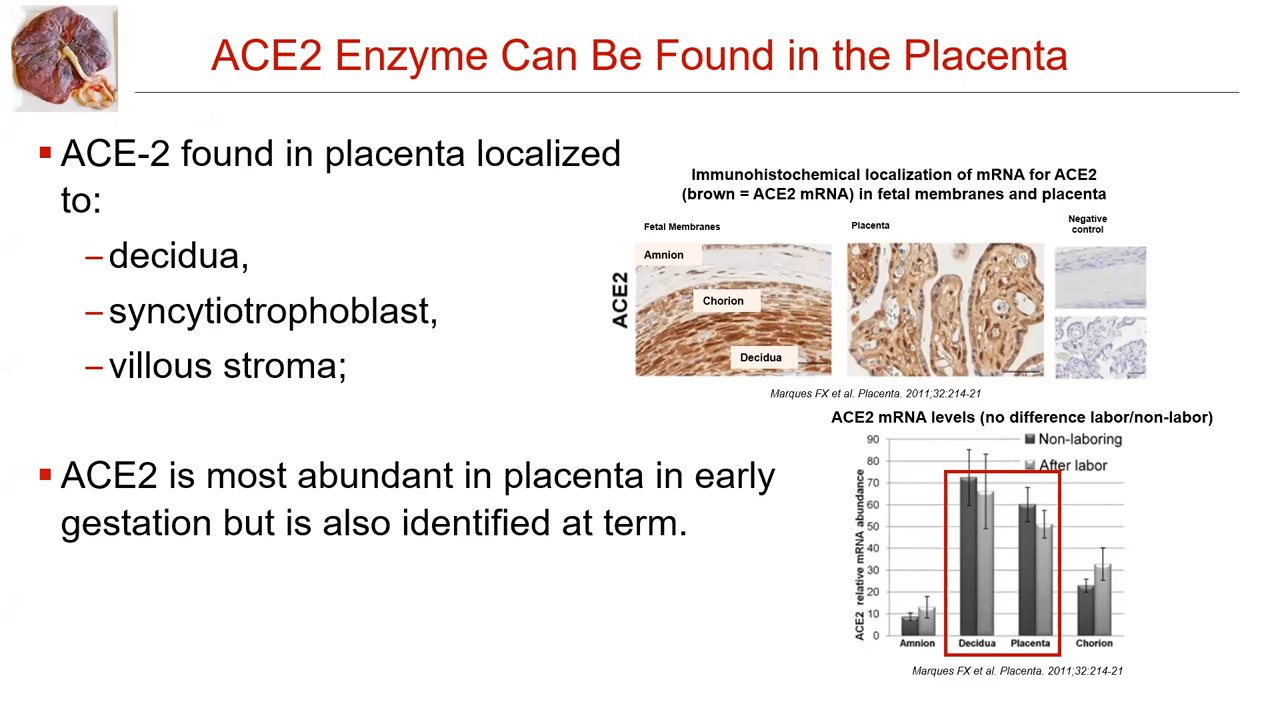 ACE2 Enzyme Can Be Found in the Placenta
▪ ACE-2 found in placenta localized
to:
– decidua,
– syncytiotrophoblast,
– villous stroma;
▪ ACE2 is most abundant in placenta in early
gestation but is also identified at term.
Immunohistochemical localization of mRNA for ACE2
(brown = ACE2 mRNA) in fetal membranes and placenta
Fetal Membranes
Placenta
Negative
control
ACE2
Amnion
Chorion
Decidua
Marques FX et al. Placenta. 2011;32:214-21
ACE2 mRNA levels (no difference labor/non-labor)
Non-laboring
After labor
ACE2 relative mRNA abundance
90
80
70
60
50
40
30
20
10
0
Amnion Decidua Placenta Chorion
Marques FX et al. Placenta. 2011;32:214-21